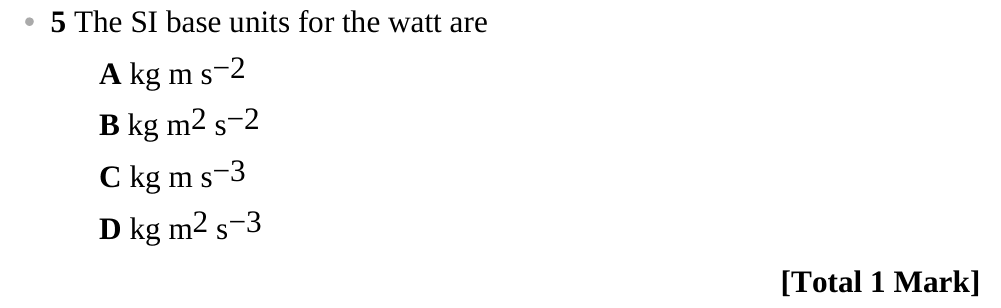 • 5 The SI base units for the watt are
A kg m s−2
B kg m2 s−2
C kg m s−3
D kg m2 s−3
[Total 1 Mark]